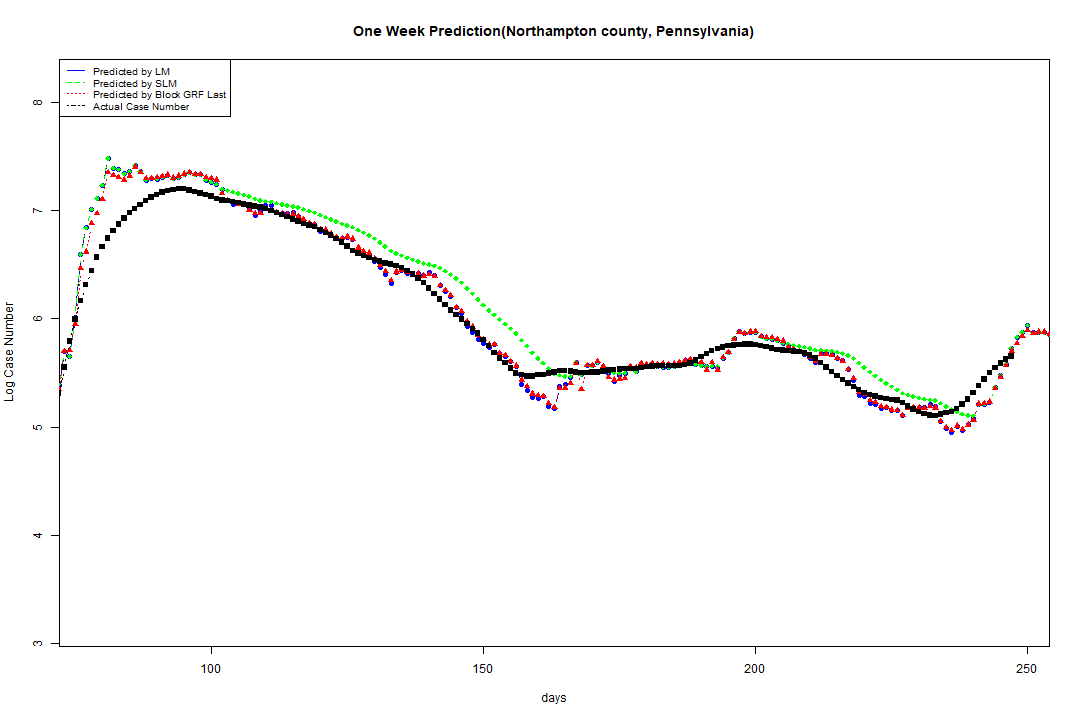 One Week Prediction(Northampton county, Pennsylvania)
Predicted by LM
Predicted by SLM
Predicted by Block GRF Last
Actual Case Number
8
7
6
5
4
3
Log Case Number
100 150 200 250
days